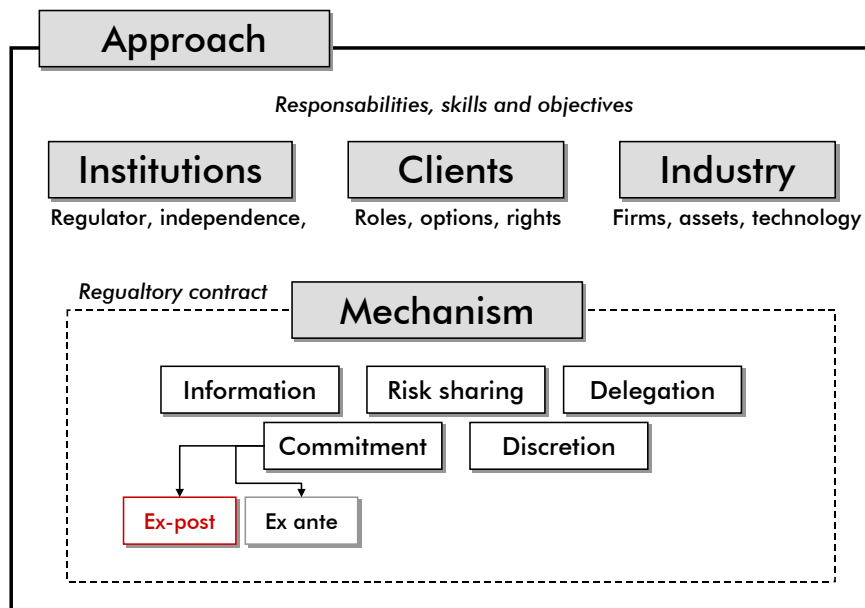 Approach
Responsabilities, skills and objectives
Institutions
Clients
Industry
Regulator, independence,
Roles, options, rights
Firms, assets, technology
Regualtory contract
Mechanism
Information
Risk sharing
Delegation
Commitment
Discretion
Ex-post
Ex ante